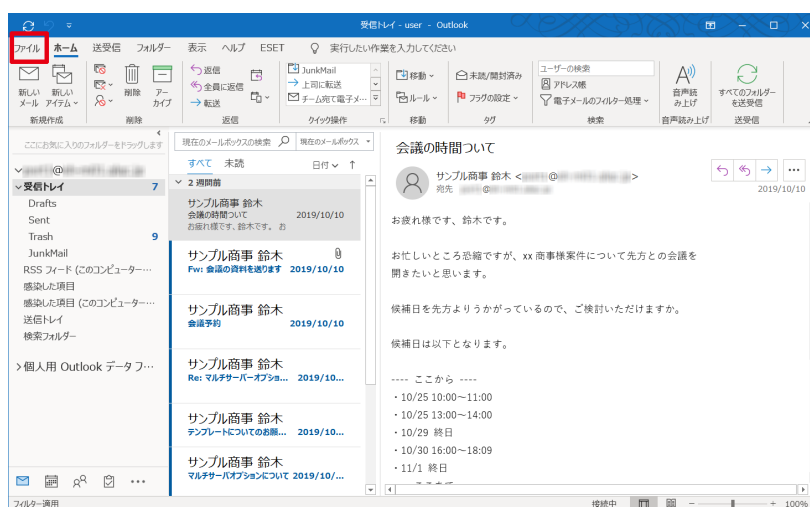 受信トレイ - user - Outlook
ファイル ホーム 送受信 フォルダー 表示 ヘルプ ESET 実行したい作業を入力してください
新しい メール
新しい アイテム
削除
アー カイブ
返信
全員に返信
転送
JunkMail
上司に転送
チーム宛て電子メ…
移動
ルール
未読/開封済み
フラグの設定
ユーザーの検索
アドレス帳
電子メールのフィルター処理
音声読 み上げ
すべてのフォルダー を送受信
新規作成 削除 返信 クイック操作 移動 タグ 検索 音声読み上げ 送受信
ここにお気に入りのフォルダーをドラッグします
@
受信トレイ 7
Drafts
Sent
Trash 9
JunkMail
RSS フィード (このコンピューター…
感染した項目
感染した項目 (このコンピューター…
送信トレイ
検索フォルダー
個人用 Outlook データ フ…
現在のメールボックスの検索 現在のメールボックス
すべて 未読 日付
2 週間前
サンプル商事 鈴木
会議の時間ついて 2019/10/10
お疲れ様です、鈴木です。 お
サンプル商事 鈴木
Fw: 会議の資料を送ります 2019/10/10
サンプル商事 鈴木
会議予約 2019/10/10
サンプル商事 鈴木
Re: マルチサーバーオプショ... 2019/10...
サンプル商事 鈴木
テンプレートについてのお願... 2019/10...
サンプル商事 鈴木
マルチサーバオプションについて 2019/10/...
会議の時間ついて
サンプル商事 鈴木 < @ >
宛先 @
2019/10/10
お疲れ様です、鈴木です。
お忙しいところ恐縮ですが、xx 商事様案件について先方との会議を
開きたいと思います。
候補日を先方よりうかがっているので、ご検討いただけますか。
候補日は以下となります。
---- ここから ----
・10/25 10:00～11:00
・10/25 13:00～14:00
・10/29 終日
・10/30 16:00～18:09
・11/1 終日
フィルター適用 接続中 100%